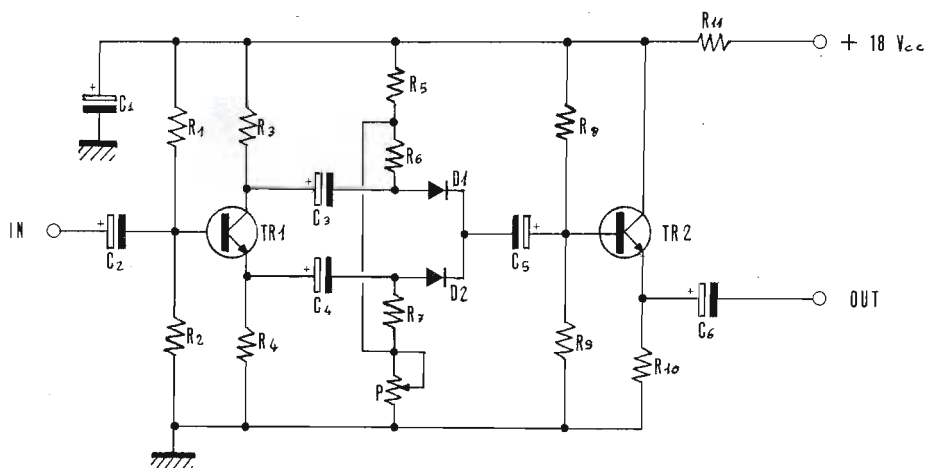 R11
+ 18 Vcc
+
C1
R1
R3
R5
R6
R8
D1
+
C3
IN
+
C2
TR1
+
C5
TR2
+
C4
D2
R7
+
C6
OUT
R2
R4
P
R9
R10